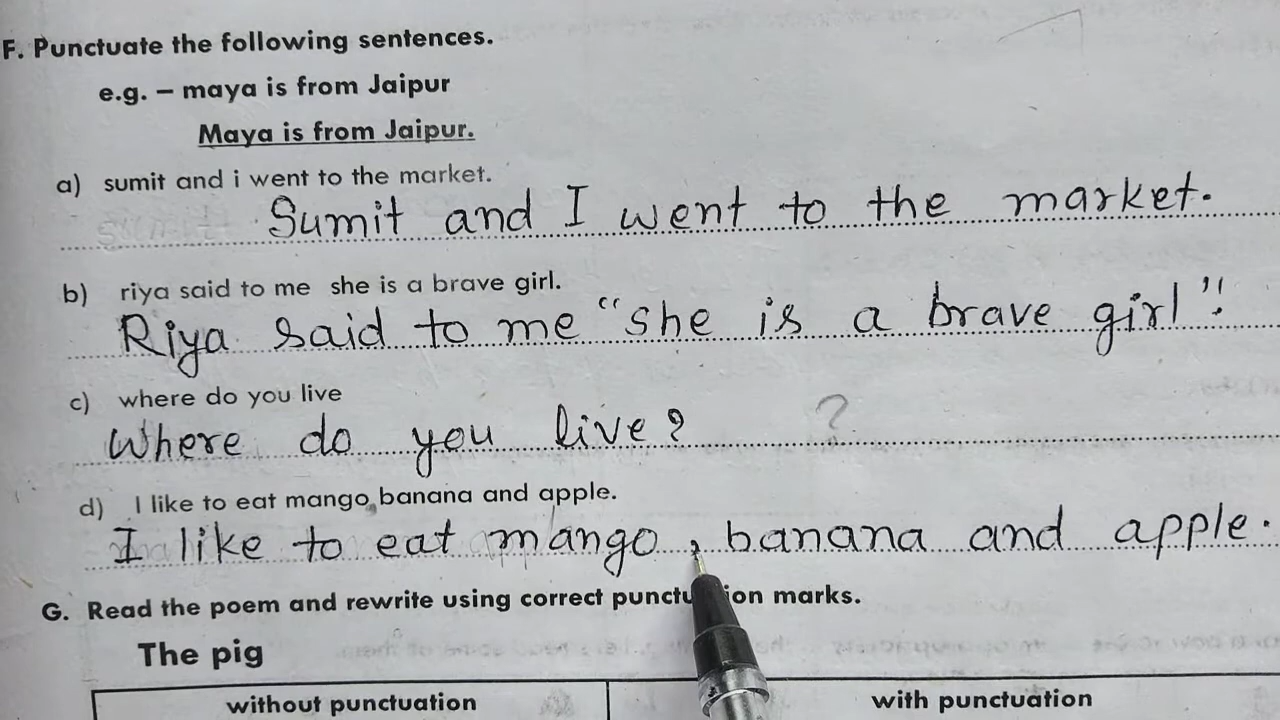 F. Punctuate the following sentences.
e.g. – maya is from Jaipur
Maya is from Jaipur.
a) sumit and i went to the market.
Sumit and I went to the market.
b) riya said to me she is a brave girl.
Riya said to me “she is a brave girl”.
c) where do you live
Where do you live? ?
d) I like to eat mango,banana and apple.
I like to eat mango, banana and apple.
G. Read the poem and rewrite using correct punctuation marks.
The pig
without punctuation with punctuation